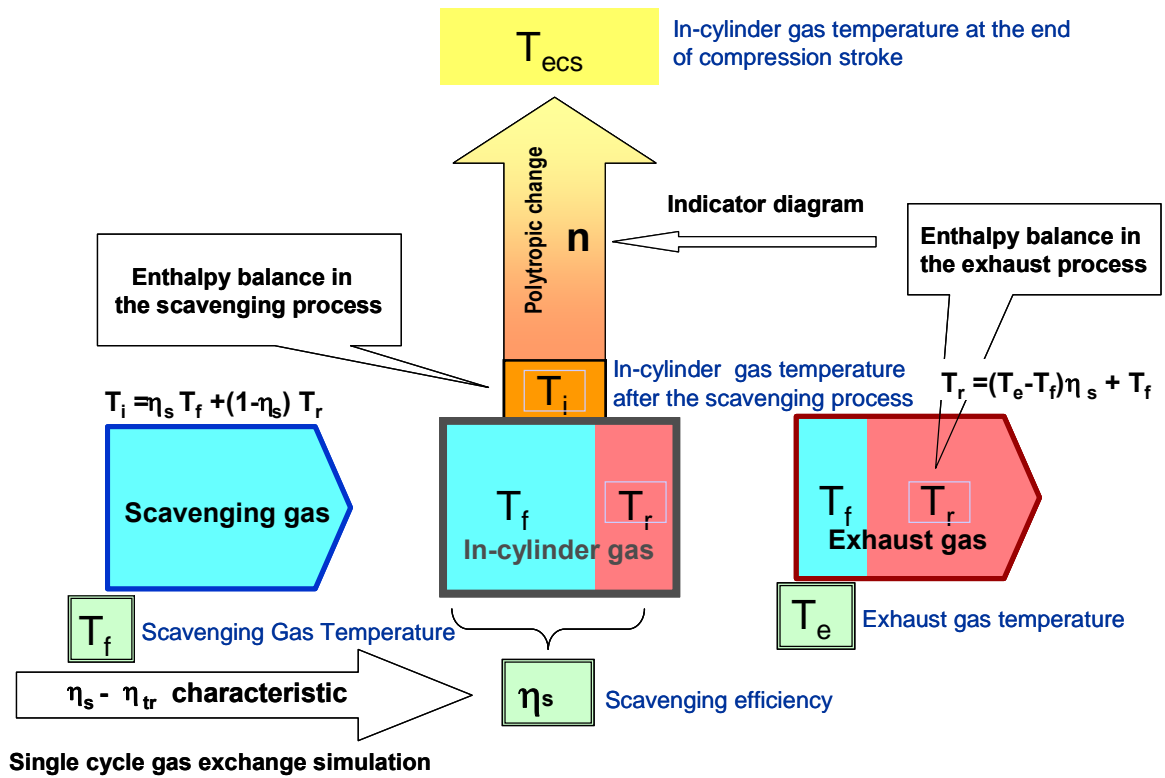 T_ecs
In-cylinder gas temperature at the end
of compression stroke
Polytropic change
n
Indicator diagram
Enthalpy balance in
the scavenging process
Enthalpy balance in
the exhaust process
T_i =η_s T_f +(1-η_s) T_r
T_i
In-cylinder gas temperature
after the scavenging process
T_r =(T_e-T_f)η_s + T_f
Scavenging gas
T_f
T_r
In-cylinder gas
T_f
T_r
Exhaust gas
T_f
Scavenging Gas Temperature
T_e
Exhaust gas temperature
η_s - η_tr characteristic
ηs
Scavenging efficiency
Single cycle gas exchange simulation